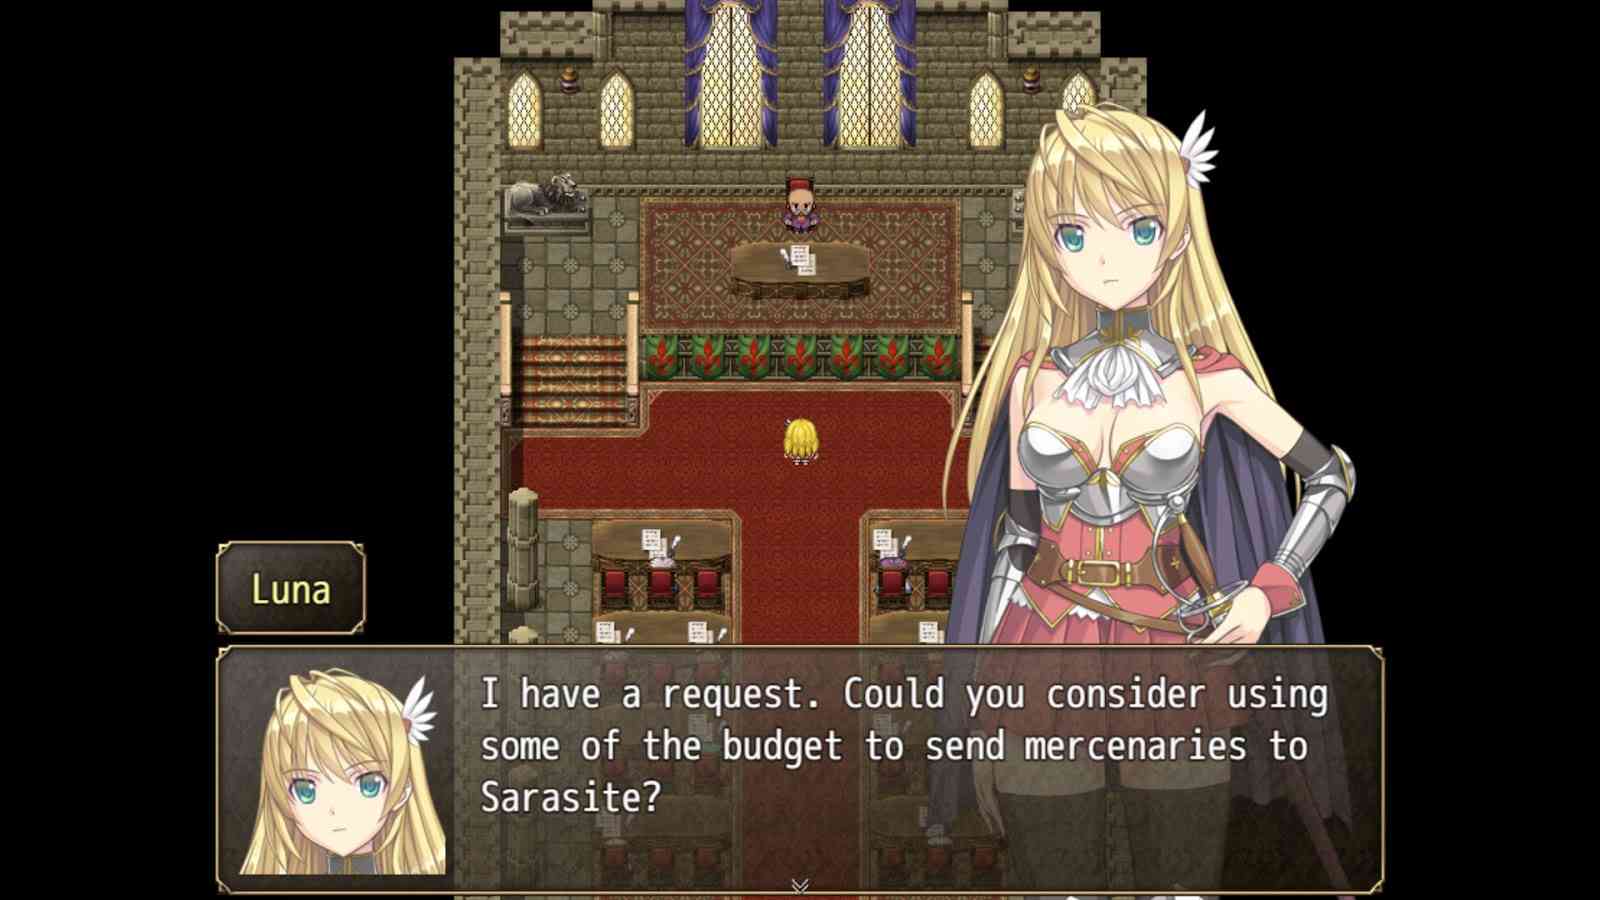 Luna
I have a request. Could you consider using
some of the budget to send mercenaries to
Sarasite?